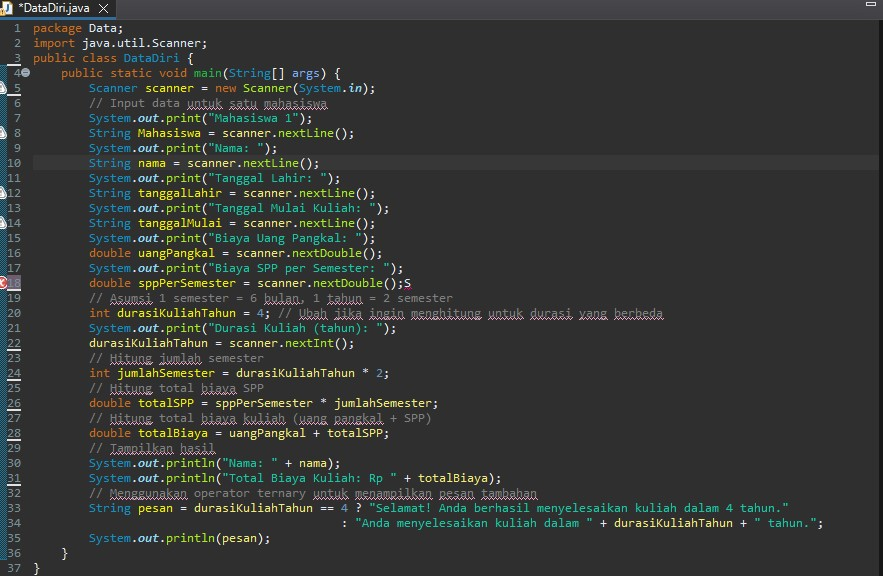 *DataDiri.java
1 package Data;
2 import java.util.Scanner;
3 public class DataDiri {
4 public static void main(String[] args) {
5 Scanner scanner = new Scanner(System.in);
6 // Input data untuk satu mahasiswa
7 System.out.print("Mahasiswa 1");
8 String Mahasiswa = scanner.nextLine();
9 System.out.print("Nama: ");
10 String nama = scanner.nextLine();
11 System.out.print("Tanggal Lahir: ");
12 String tanggalLahir = scanner.nextLine();
13 System.out.print("Tanggal Mulai Kuliah: ");
14 String tanggalMulai = scanner.nextLine();
15 System.out.print("Biaya Uang Pangkal: ");
16 double uangPangkal = scanner.nextDouble();
17 System.out.print("Biaya SPP per Semester: ");
18 double sppPerSemester = scanner.nextDouble();S
19 // Asumsi 1 semester = 6 bulan, 1 tahun = 2 semester
20 int durasiKuliahTahun = 4; // Ubah jika ingin menghitung untuk durasi yang berbeda
21 System.out.print("Durasi Kuliah (tahun): ");
22 durasiKuliahTahun = scanner.nextInt();
23 // Hitung jumlah semester
24 int jumlahSemester = durasiKuliahTahun * 2;
25 // Hitung total biaya SPP
26 double totalSPP = sppPerSemester * jumlahSemester;
27 // Hitung total biaya kuliah (uang pangkal + SPP)
28 double totalBiaya = uangPangkal + totalSPP;
29 // Tampilkan hasil
30 System.out.println("Nama: " + nama);
31 System.out.println("Total Biaya Kuliah: Rp " + totalBiaya);
32 // Menggunakan operator ternary untuk menampilkan pesan tambahan
33 String pesan = durasiKuliahTahun == 4 ? "Selamat! Anda berhasil menyelesaikan kuliah dalam 4 tahun."
34 : "Anda menyelesaikan kuliah dalam " + durasiKuliahTahun + " tahun.";
35 System.out.println(pesan);
36 }
37 }